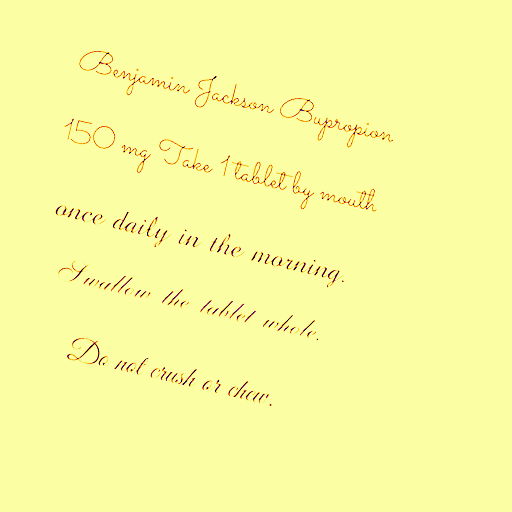 Benjamin Jackson Bupropion
150 mg Take 1 tablet by mouth
once daily in the morning.
Swallow the tablet whole.
Do not crush or chew.